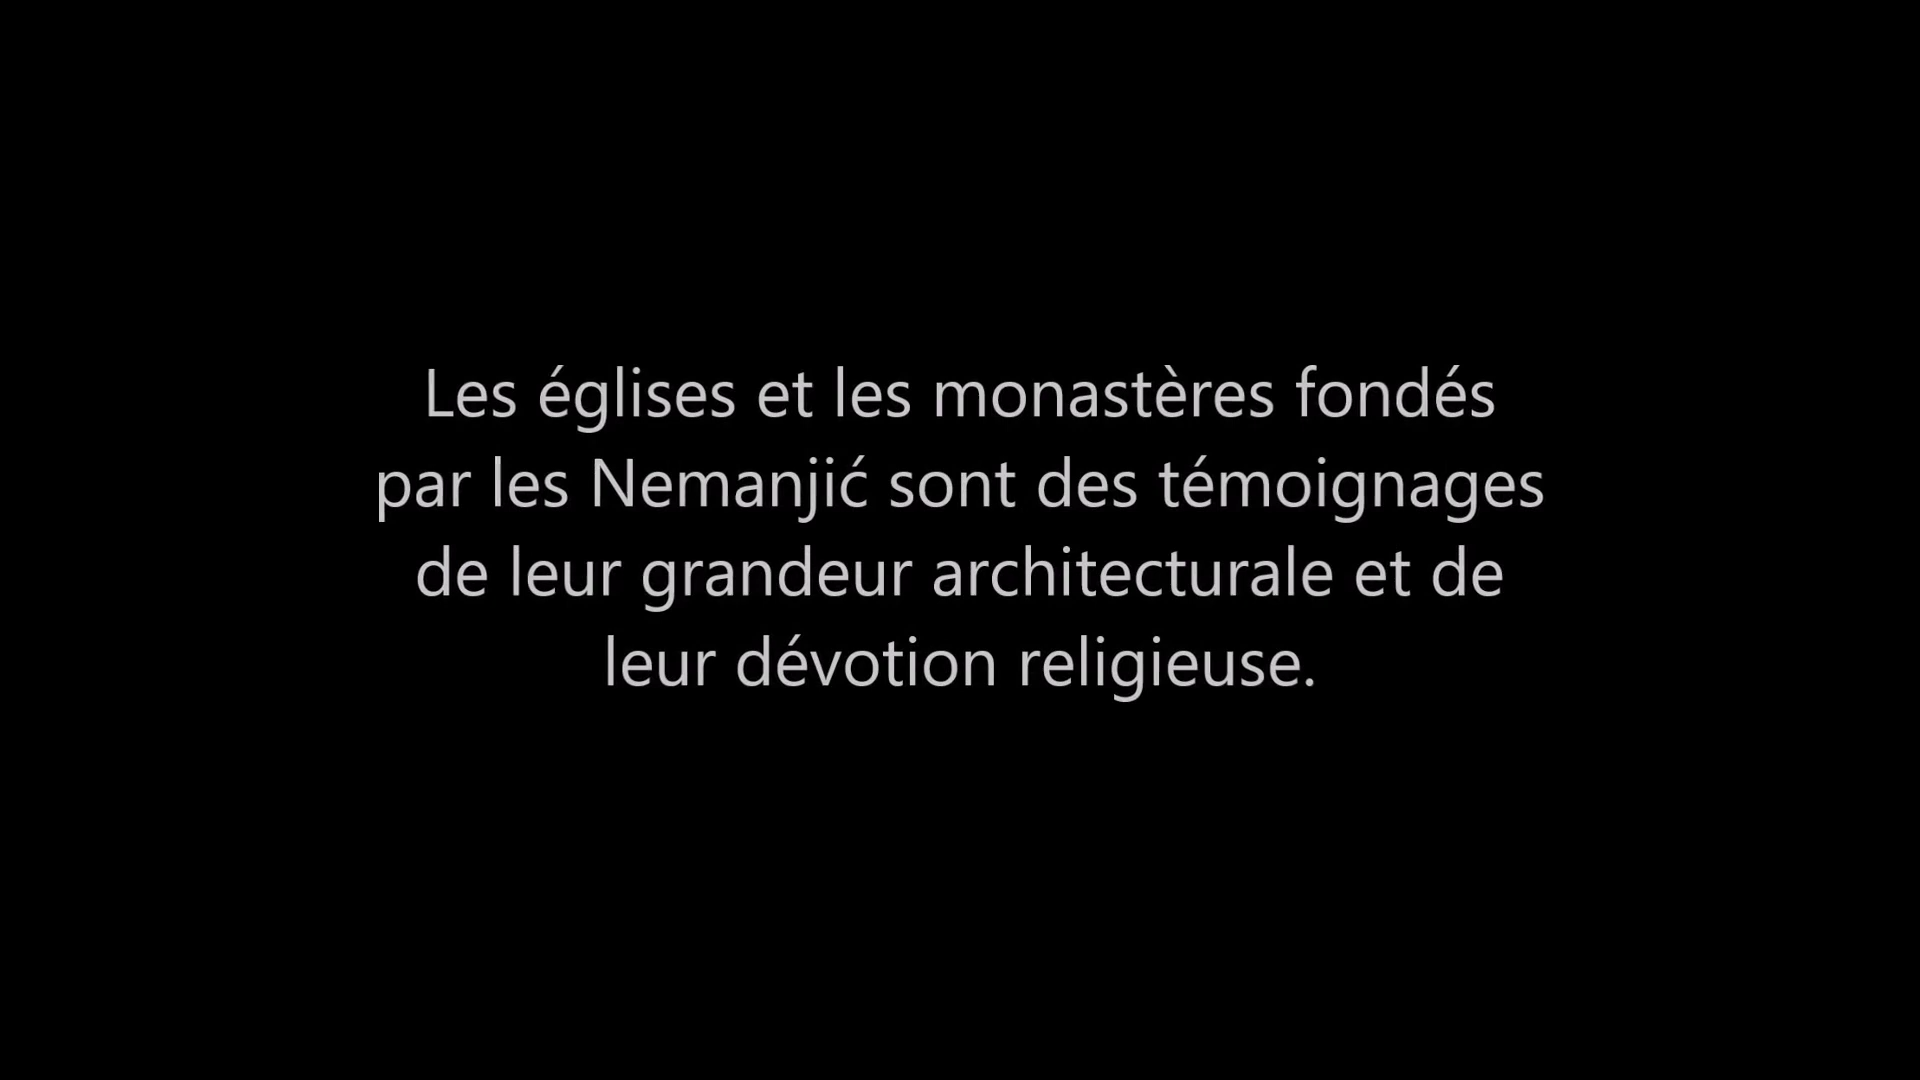 Les églises et les monastères fondés
par les Nemanjić sont des témoignages
de leur grandeur architecturale et de
leur dévotion religieuse.